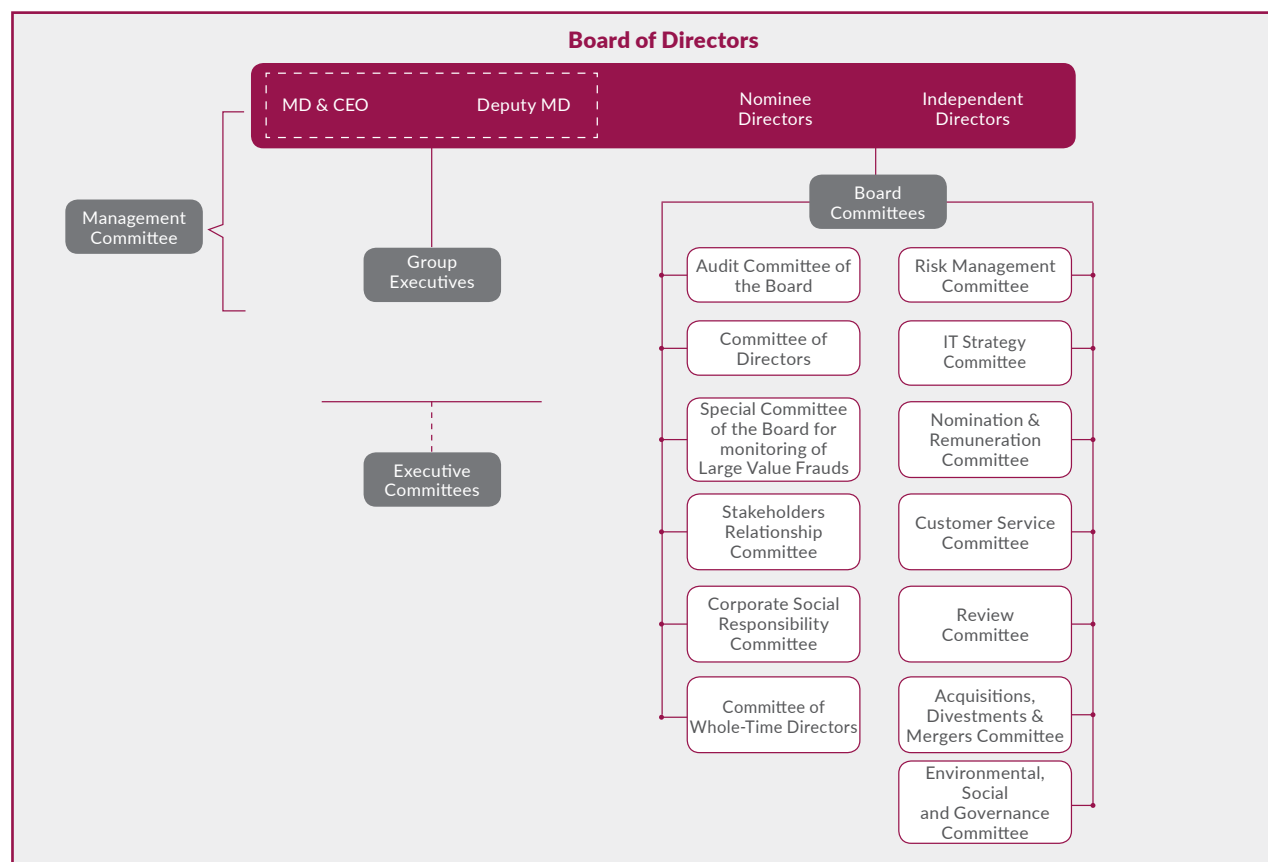 Board of Directors
MD & CEO
Deputy MD
Nominee
Directors
Independent
Directors
Management
Committee
Group
Executives
Executive
Committees
Board
Committees
Audit Committee of
the Board
Committee of
Directors
Special Committee
of the Board for
monitoring of
Large Value Frauds
Stakeholders
Relationship
Committee
Corporate Social
Responsibility
Committee
Committee of
Whole-Time Directors
Risk Management
Committee
IT Strategy
Committee
Nomination &
Remuneration
Committee
Customer Service
Committee
Review
Committee
Acquisitions,
Divestments &
Mergers Committee
Environmental,
Social
and Governance
Committee